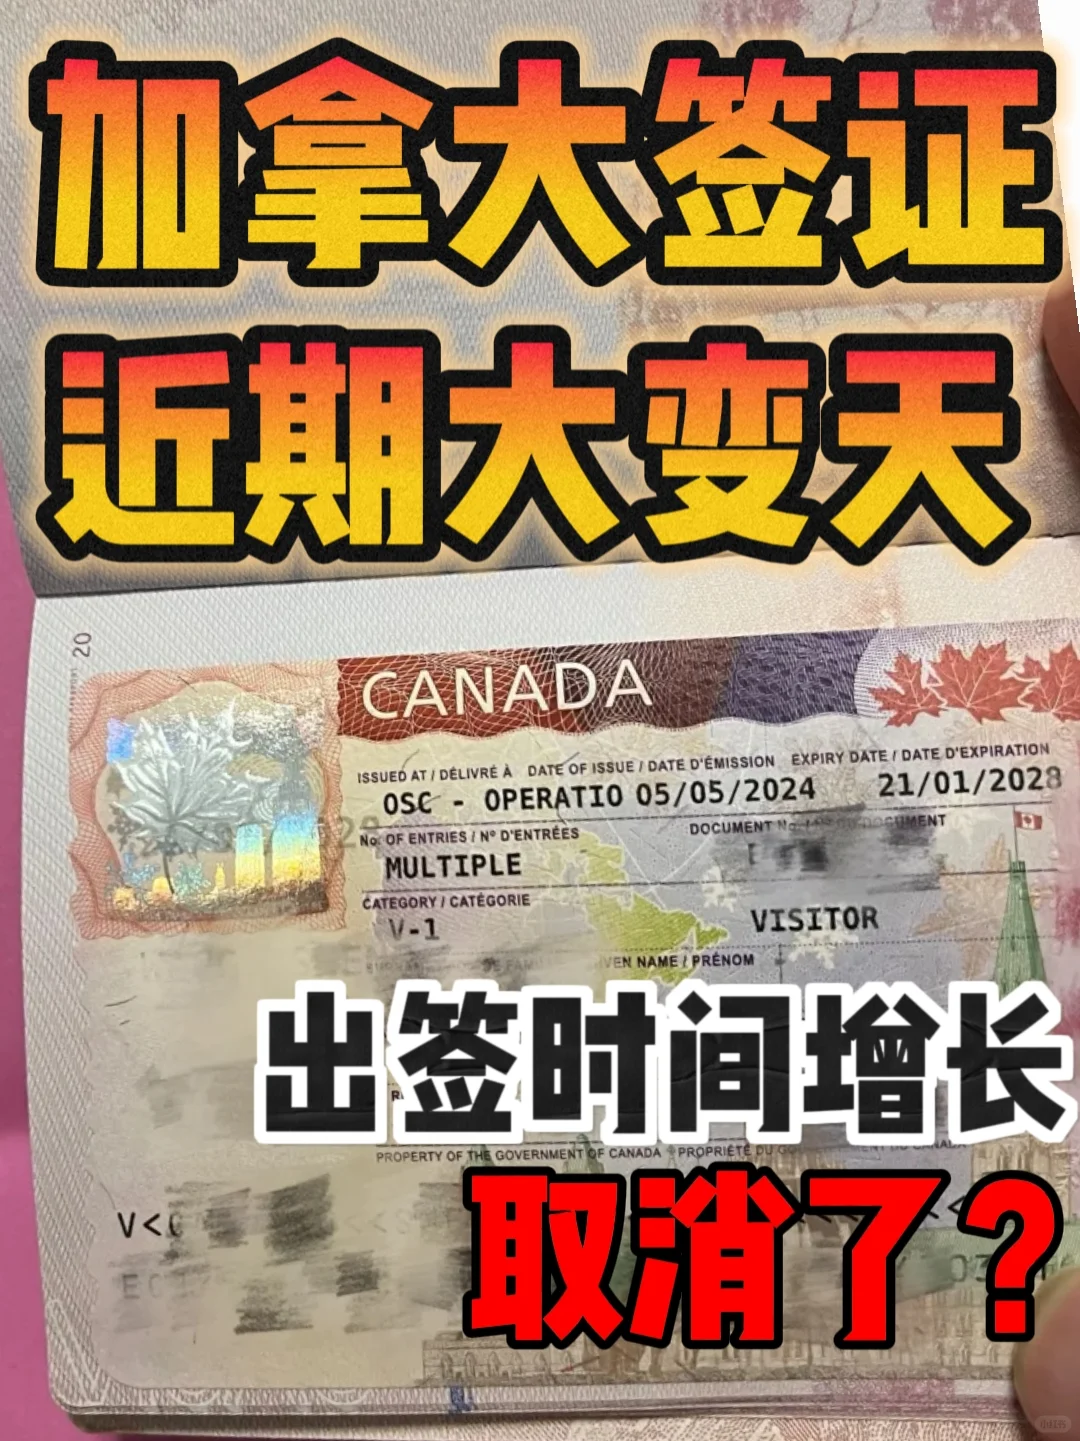 加拿大签证
近期大变天
20
CANADA
ISSUED AT / DÉLIVRÉ À DATE OF ISSUE / DATE D'ÉMISSION EXPIRY DATE / DATE D'EXPIRATION
OSC - OPERATIO 05/05/2024 21/01/2028
No. OF ENTRIES / Nº D'ENTRÉES DOCUMENT
MULTIPLE
CATEGORY / CATÉGORIE
V-1 VISITOR
NAME / PRÉNOM
出签时间增长
PROPERTY OF THE GOVERNMENT OF CANADA PROPRIÉTÉ DU
取消了?
V<